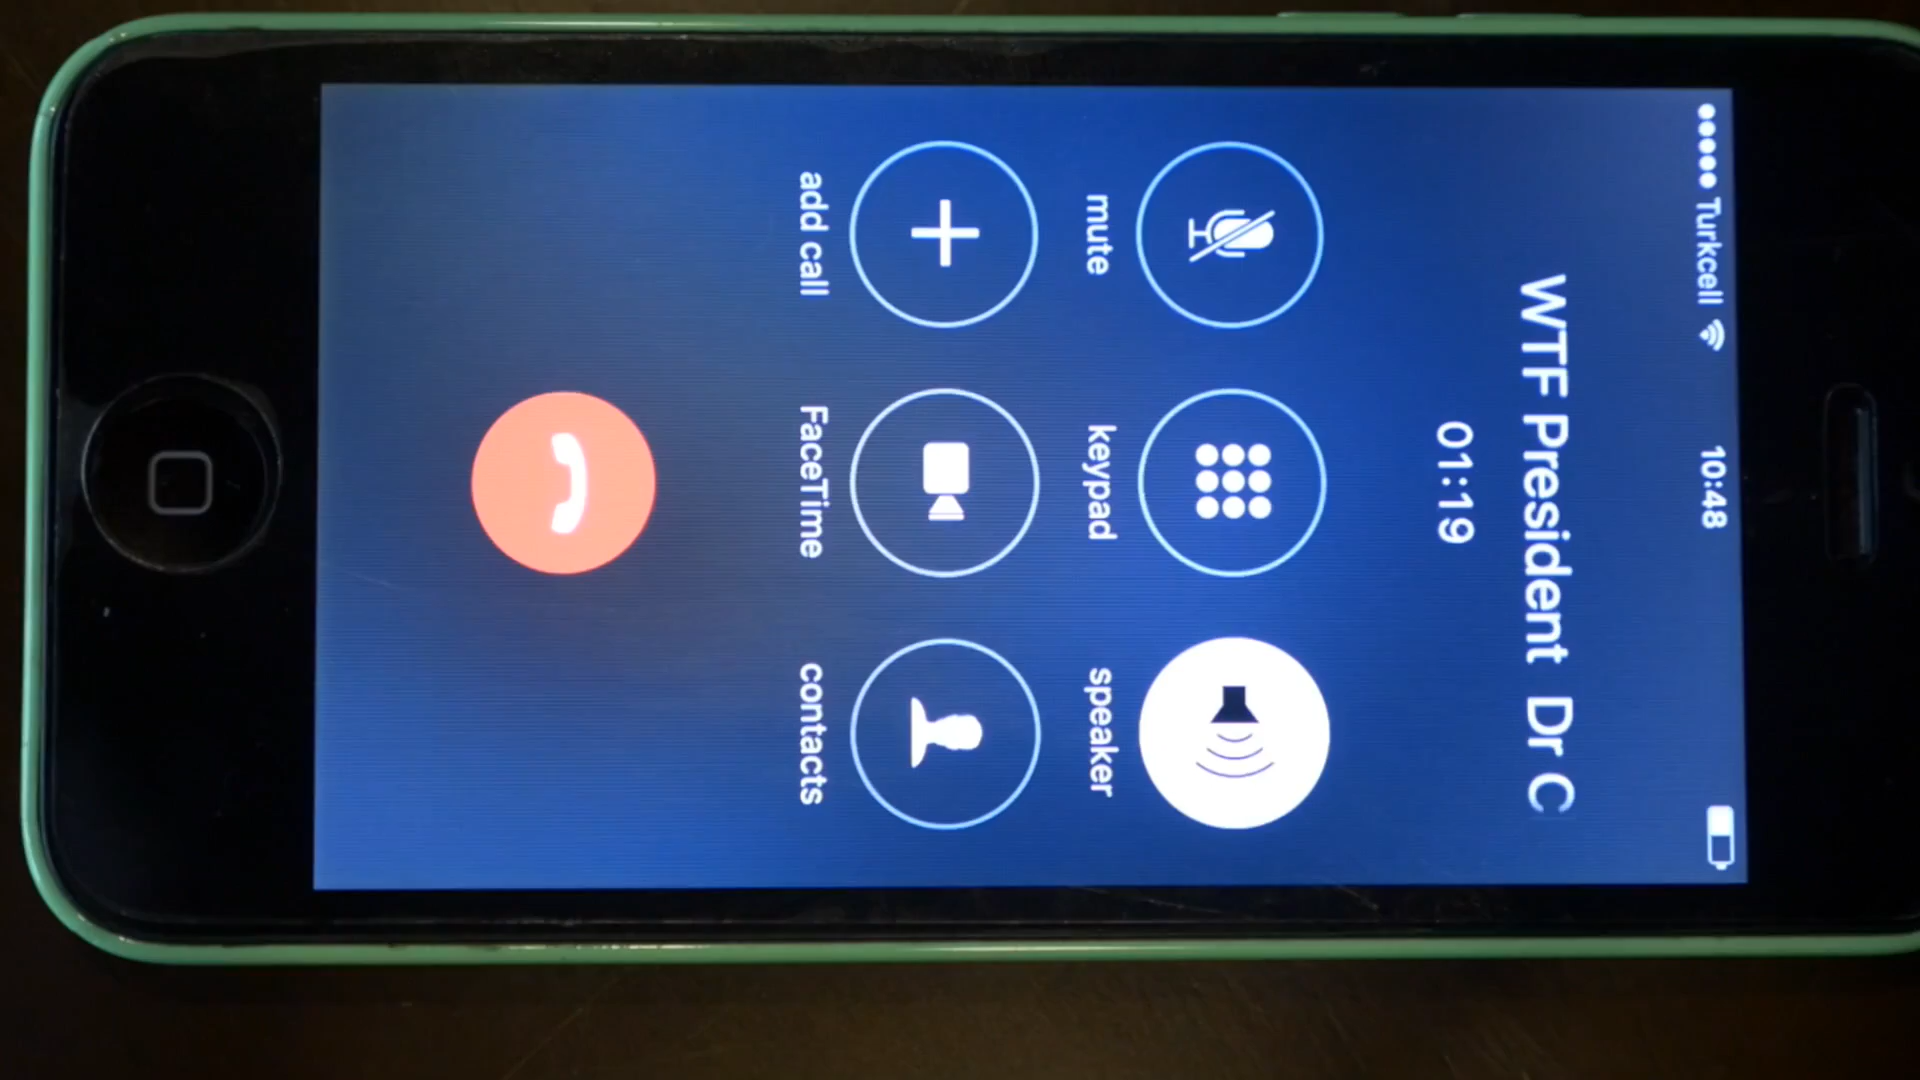 Turkcell 10:48
WTF President Dr C
01:19
mute keypad speaker
add call FaceTime contacts